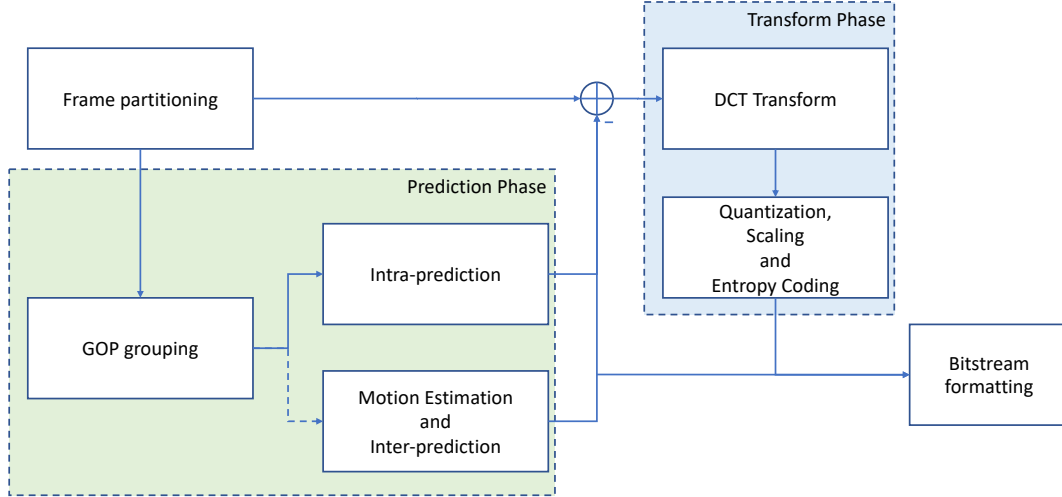 Transform Phase
Frame partitioning
DCT Transform
–
Prediction Phase
Quantization,
Scaling
and
Entropy Coding
Intra-prediction
GOP grouping
Motion Estimation
and
Inter-prediction
Bitstream
formatting